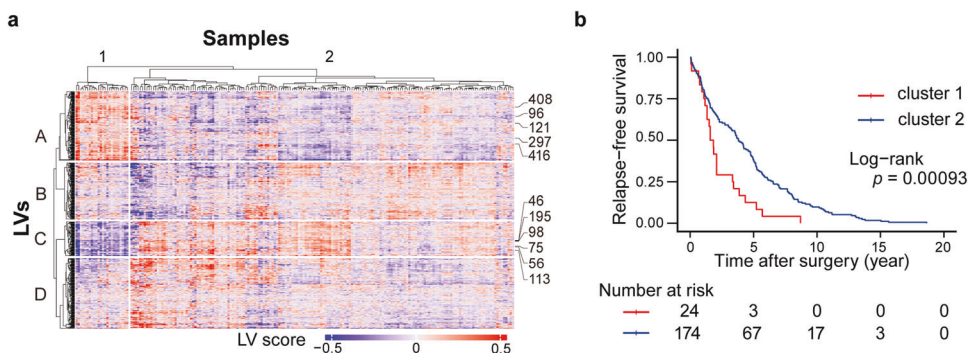 a
Samples
1 2
A
B
C
D
LVs
408
96
121
297
416
46
195
98
75
56
113
LV score
−0.5 0 0.5
b
Relapse−free survival
1.00
0.75
0.50
0.25
0.00
cluster 1
cluster 2
Log−rank
p = 0.00093
0 5 10 15 20
Time after surgery (year)
Number at risk
24 3 0 0 0
174 67 17 3 0